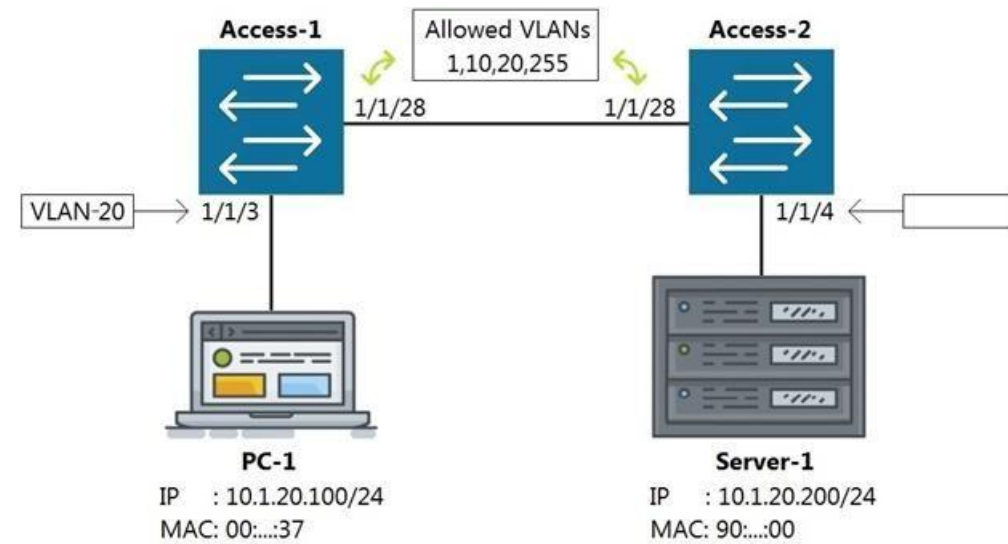 Access-1
Allowed VLANs
1,10,20,255
Access-2
1/1/28
1/1/28
VLAN-20
1/1/3
1/1/4
PC-1
IP : 10.1.20.100/24
MAC: 00:...:37
Server-1
IP : 10.1.20.200/24
MAC: 90:...:00